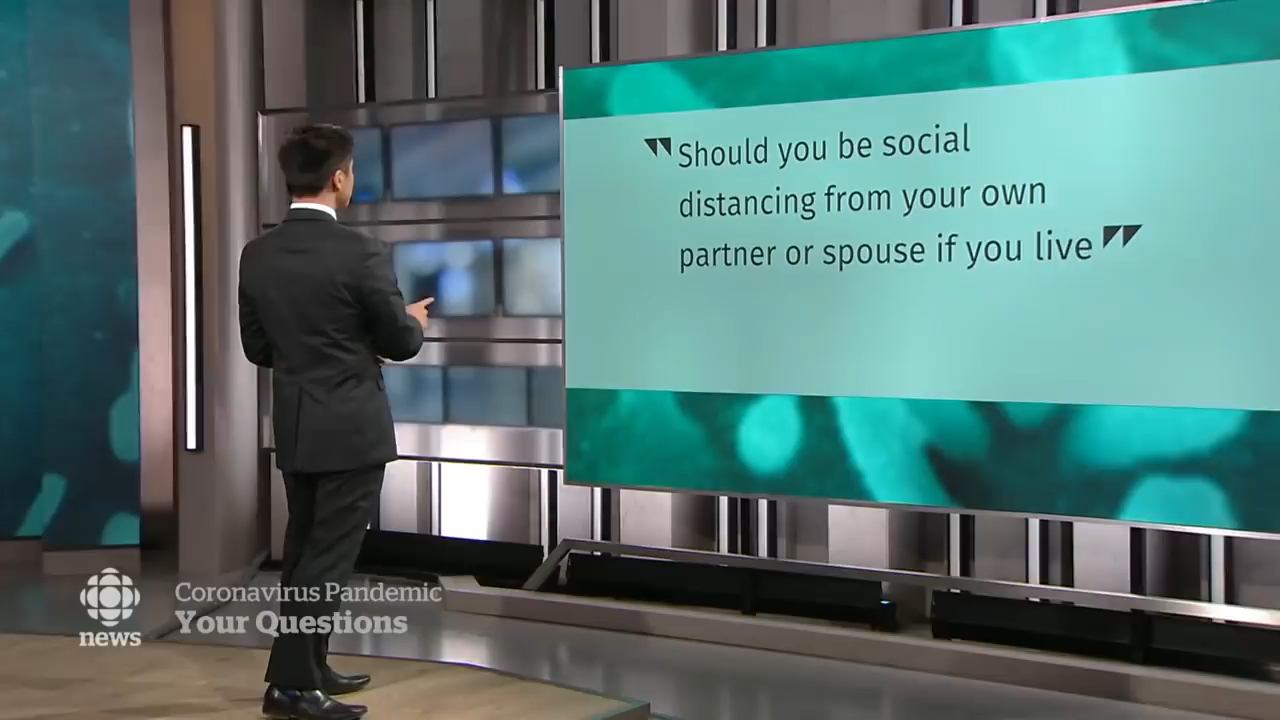 "Should you be social
distancing from your own
partner or spouse if you live"
Coronavirus Pandemic
Your Questions
news